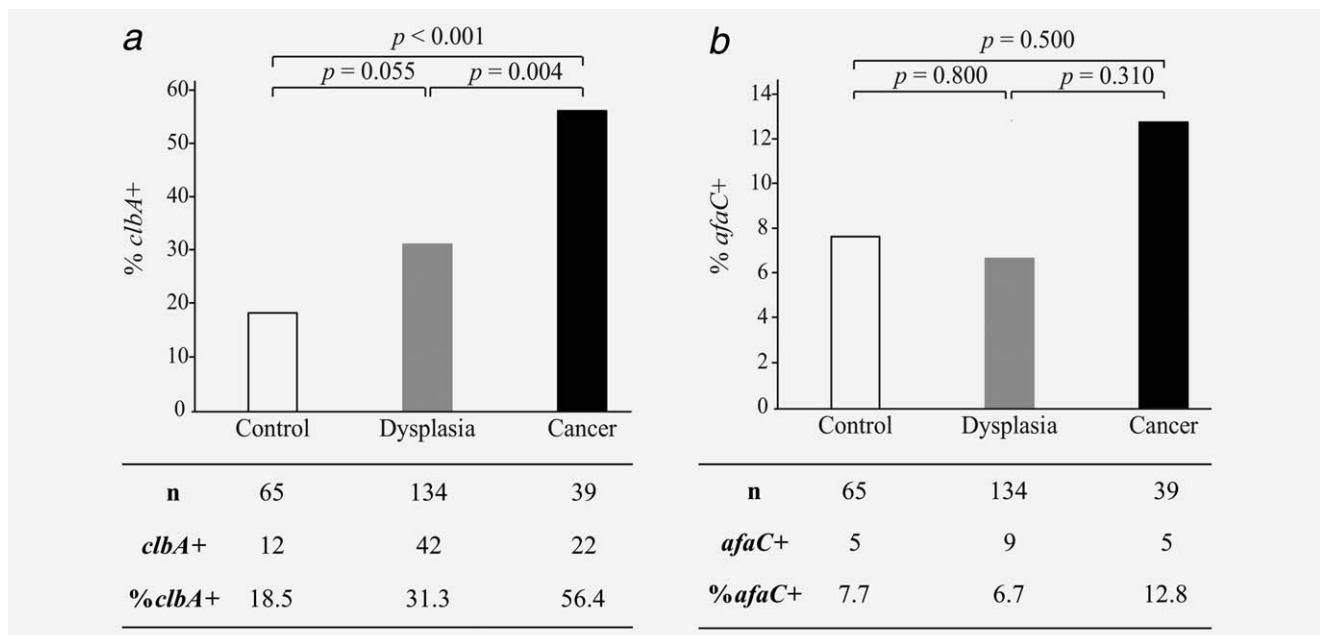 a
p < 0.001
p = 0.055
p = 0.004
% clbA+
60
50
40
30
20
10
0
Control Dysplasia Cancer
n 65 134 39
clbA+ 12 42 22
%clbA+ 18.5 31.3 56.4
b
p = 0.500
p = 0.800
p = 0.310
% afaC+
14
12
10
8
6
4
2
0
Control Dysplasia Cancer
n 65 134 39
afaC+ 5 9 5
%afaC+ 7.7 6.7 12.8